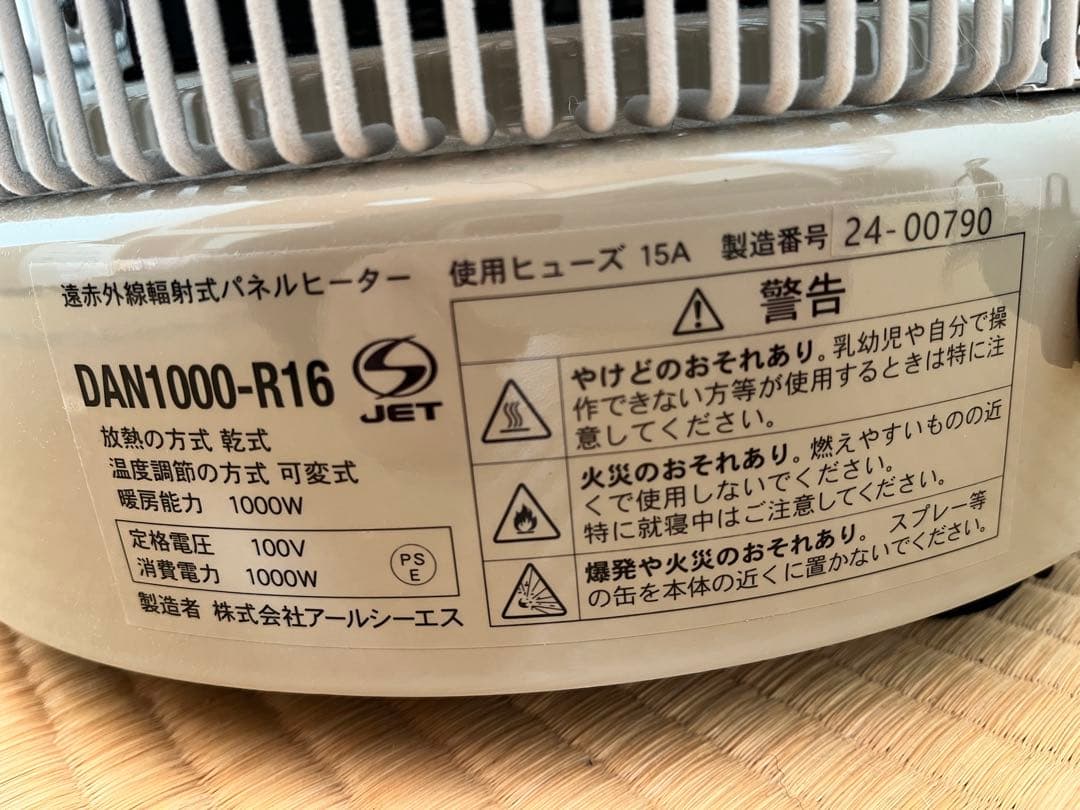 遠赤外線輻射式パネルヒーター
使用ヒューズ 15A
製造番号 24-00790
DAN1000-R16
JET
放熱の方式 乾式
温度調節の方式 可変式
暖房能力 1000W
定格電圧 100V
消費電力 1000W
PS
E
製造者 株式会社アールシーエス
警告
やけどのおそれあり。乳幼児や自分で操
作できない方等が使用するときは特に注
意してください。
火災のおそれあり。燃えやすいものの近
くで使用しないでください。
特に就寝中はご注意してください。
爆発や火災のおそれあり。 スプレー等
の缶を本体の近くに置かないでください。